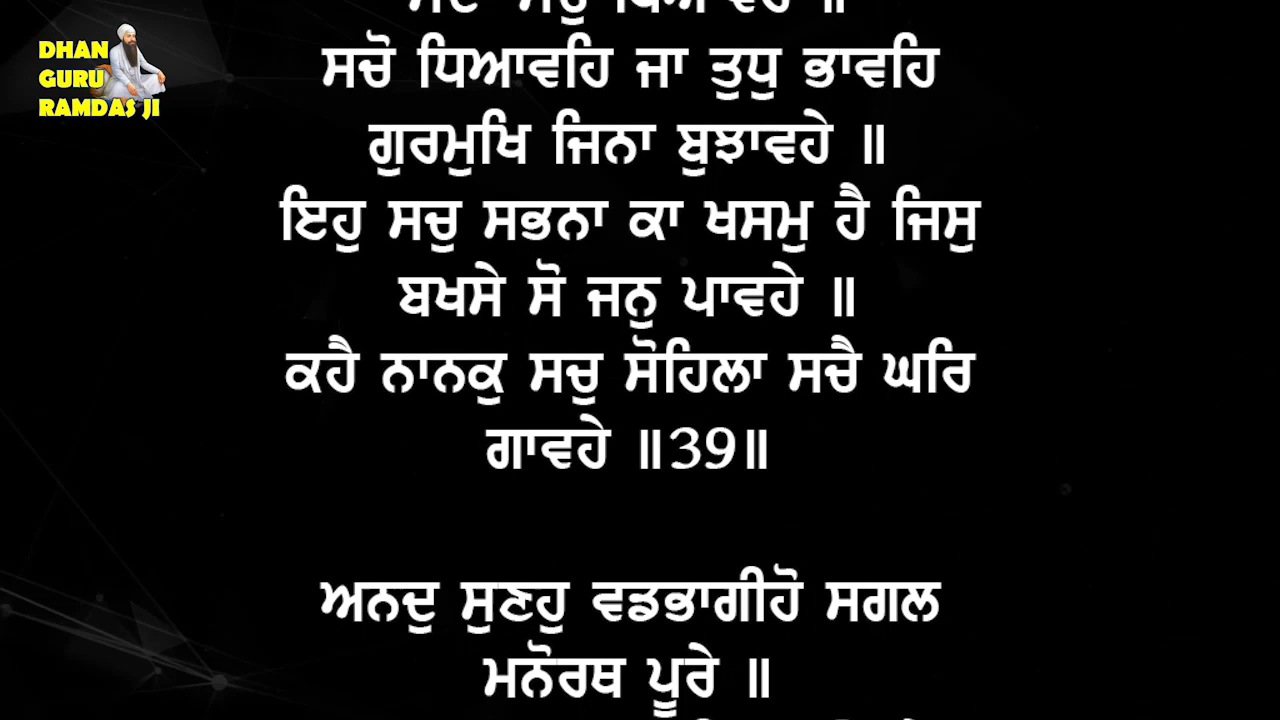 DHAN
GURU
RAMDAS JI
ਸਚੋ ਧਿਆਵਹਿ ਜਾ ਤੁਧੁ ਭਾਵਹਿ
ਗੁਰਮੁਖਿ ਜਿਨਾ ਬੁਝਾਵਹੇ ॥
ਇਹੁ ਸਚੁ ਸਭਨਾ ਕਾ ਖਸਮੁ ਹੈ ਜਿਸੁ
ਬਖਸੇ ਸੋ ਜਨੁ ਪਾਵਹੇ ॥
ਕਹੈ ਨਾਨਕੁ ਸਚੁ ਸੋਹਿਲਾ ਸਚੈ ਘਰਿ
ਗਾਵਹੇ ॥39॥
ਅਨਦੁ ਸੁਣਹੁ ਵਡਭਾਗੀਹੋ ਸਗਲ
ਮਨੋਰਥ ਪੂਰੇ ॥